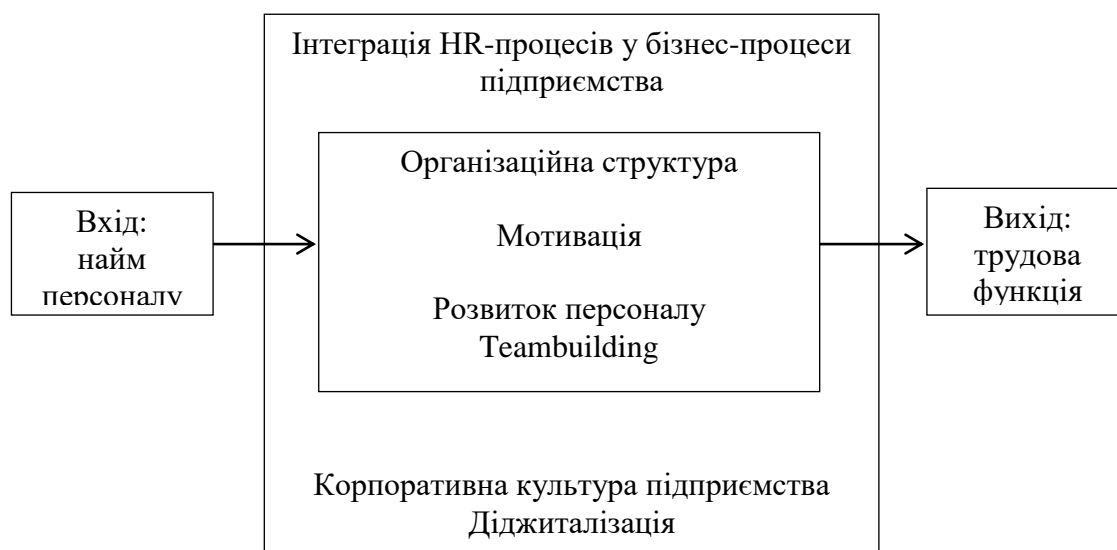 Інтеграція HR-процесів у бізнес-процеси
підприємства
Організаційна структура
Вхід:
найм
персоналу
Мотивація
Розвиток персоналу
Teambuilding
Вихід:
трудова
функція
Корпоративна культура підприємства
Діджиталізація